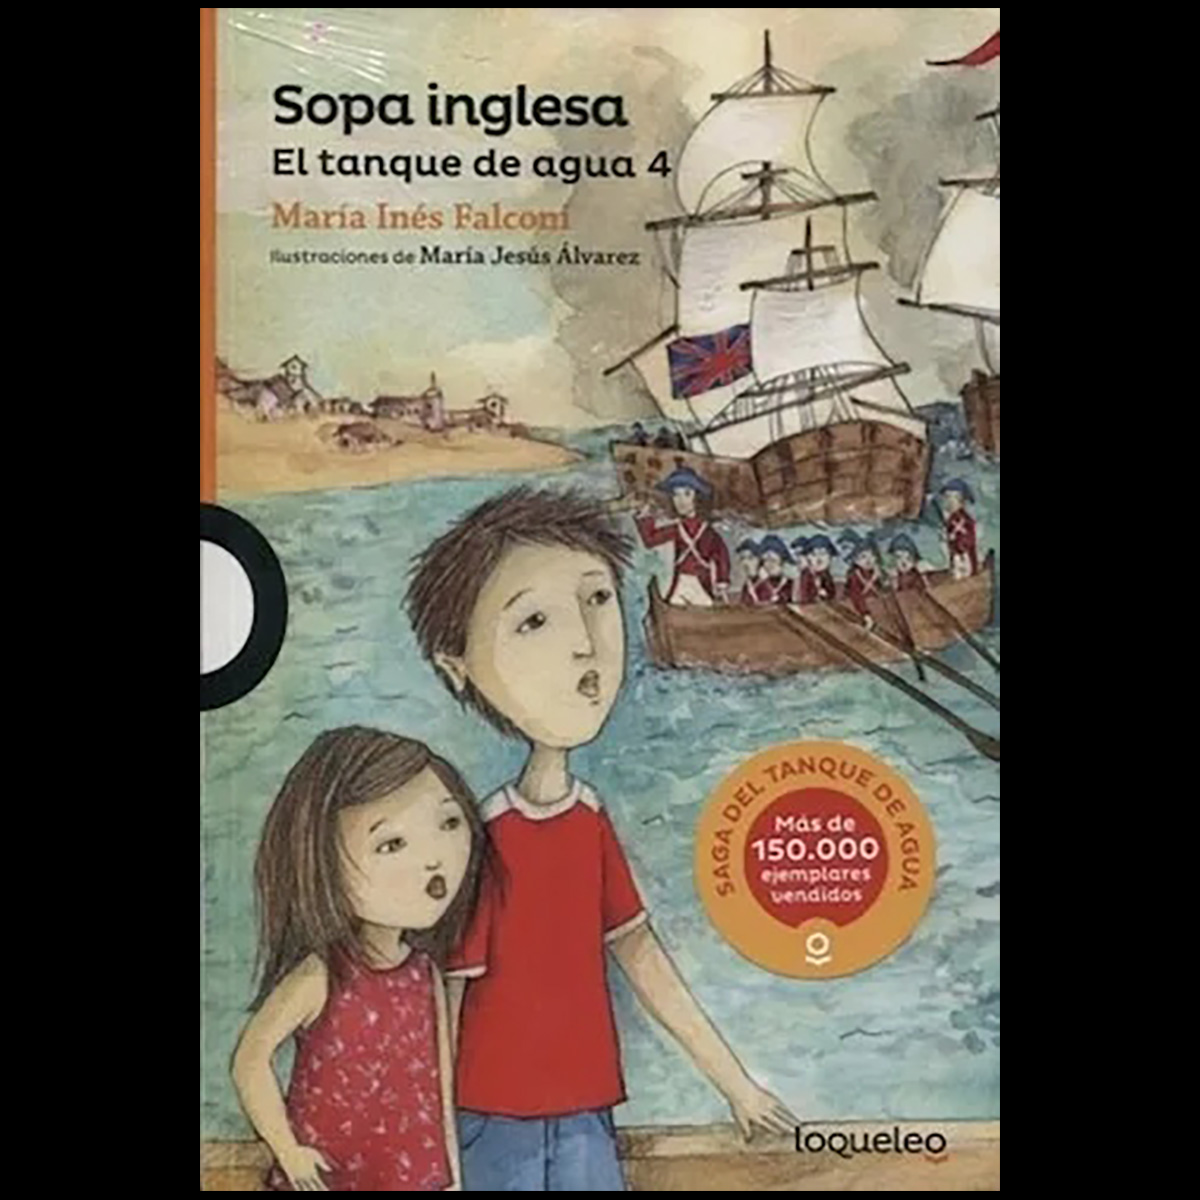 Sopa inglesa
El tanque de agua 4
María Inés Falconi
Ilustraciones de María Jesús Álvarez
SAGA DEL TANQUE DE AGUA
Más de
150.000
ejemplares
vendidos
loqueleo